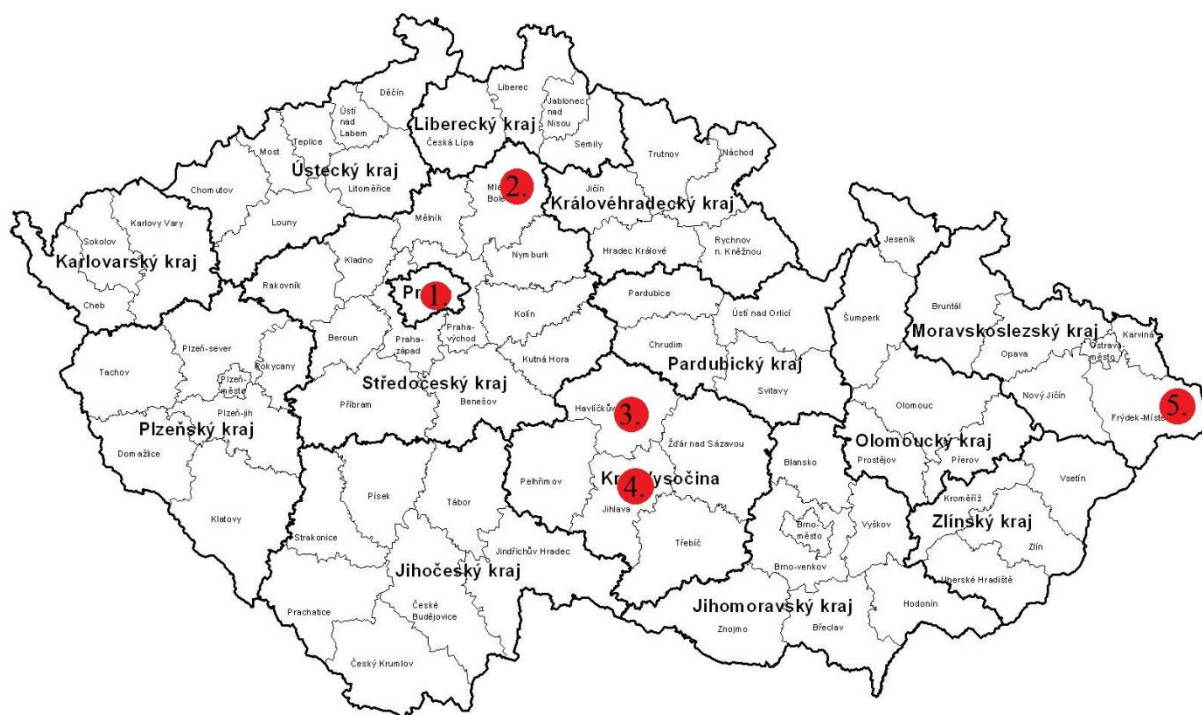 Děčín
Liberec
Jablonec
nad
Nisou
Ústí
nad
Labem
Liberecký kraj
Česká Lípa
Semily
Teplice
Most
Ústecký kraj
Trutnov
Náchod
Chomutov
Litoměřice
2.
Jičín
Královéhradecký kraj
Karlovy Vary
Louny
Mělník
Sokolov
Karlovarský kraj
Kladno
Nymburk
Hradec Králové
Rychnov
n. Kněžnou
Jeseník
Cheb
Rakovník
1.
Pardubice
Bruntál
Kolín
Ústí nad Orlicí
Šumperk
Moravskoslezský kraj
Karviná
Ostrava-
město
Opava
Beroun
Praha-
západ
Praha-
východ
Chrudim
Plzeň-sever
Rokycany
Kutná Hora
Pardubický kraj
Tachov
Plzeň-
město
Středočeský kraj
Svitavy
Příbram
Benešov
Nový Jičín
5.
Frýdek-Míste
Plzeň-jih
Plzeňský kraj
Havlíčkův
3.
Olomouc
Olomoucký kraj
Domažlice
Žďár nad Sázavou
Prostějov
Přerov
Blansko
Pelhřimov
4.
Vysočina
Vsetín
Písek
Tábor
Jihlava
Kroměříž
Zlínský kraj
Klatovy
Strakonice
Třebíč
Brno-
město
Vyškov
Zlín
Jindřichův Hradec
Brno-venkov
Jihočeský kraj
Uherské Hradiště
Prachatice
České
Budějovice
Jihomoravský kraj
Hodonín
Znojmo
Břeclav
Český Krumlov